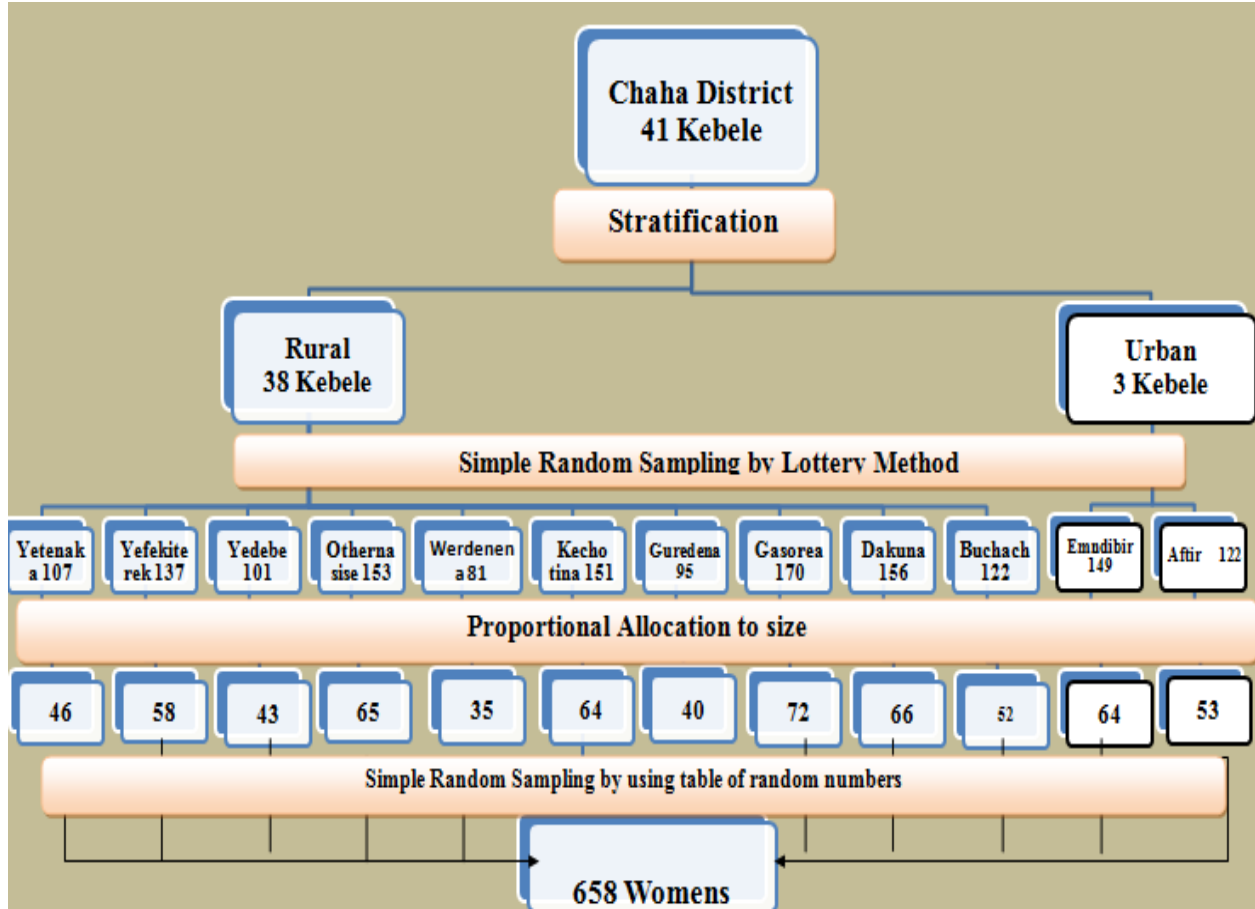 Chaha District
41 Kebele
Stratification
Rural
38 Kebele
Urban
3 Kebele
Simple Random Sampling by Lottery Method
Yetenak
a 107
Yefekite
rek 137
Yedebe
101
Otherna
sise 153
Werdenen
a 81
Kecho
tina 151
Guredena
95
Gasorea
170
Dakuna
156
Buchach
122
Emndibir
149
Aftir 122
Proportional Allocation to size
46
58
43
65
35
64
40
72
66
52
64
53
Simple Random Sampling by using table of random numbers
658 Womens